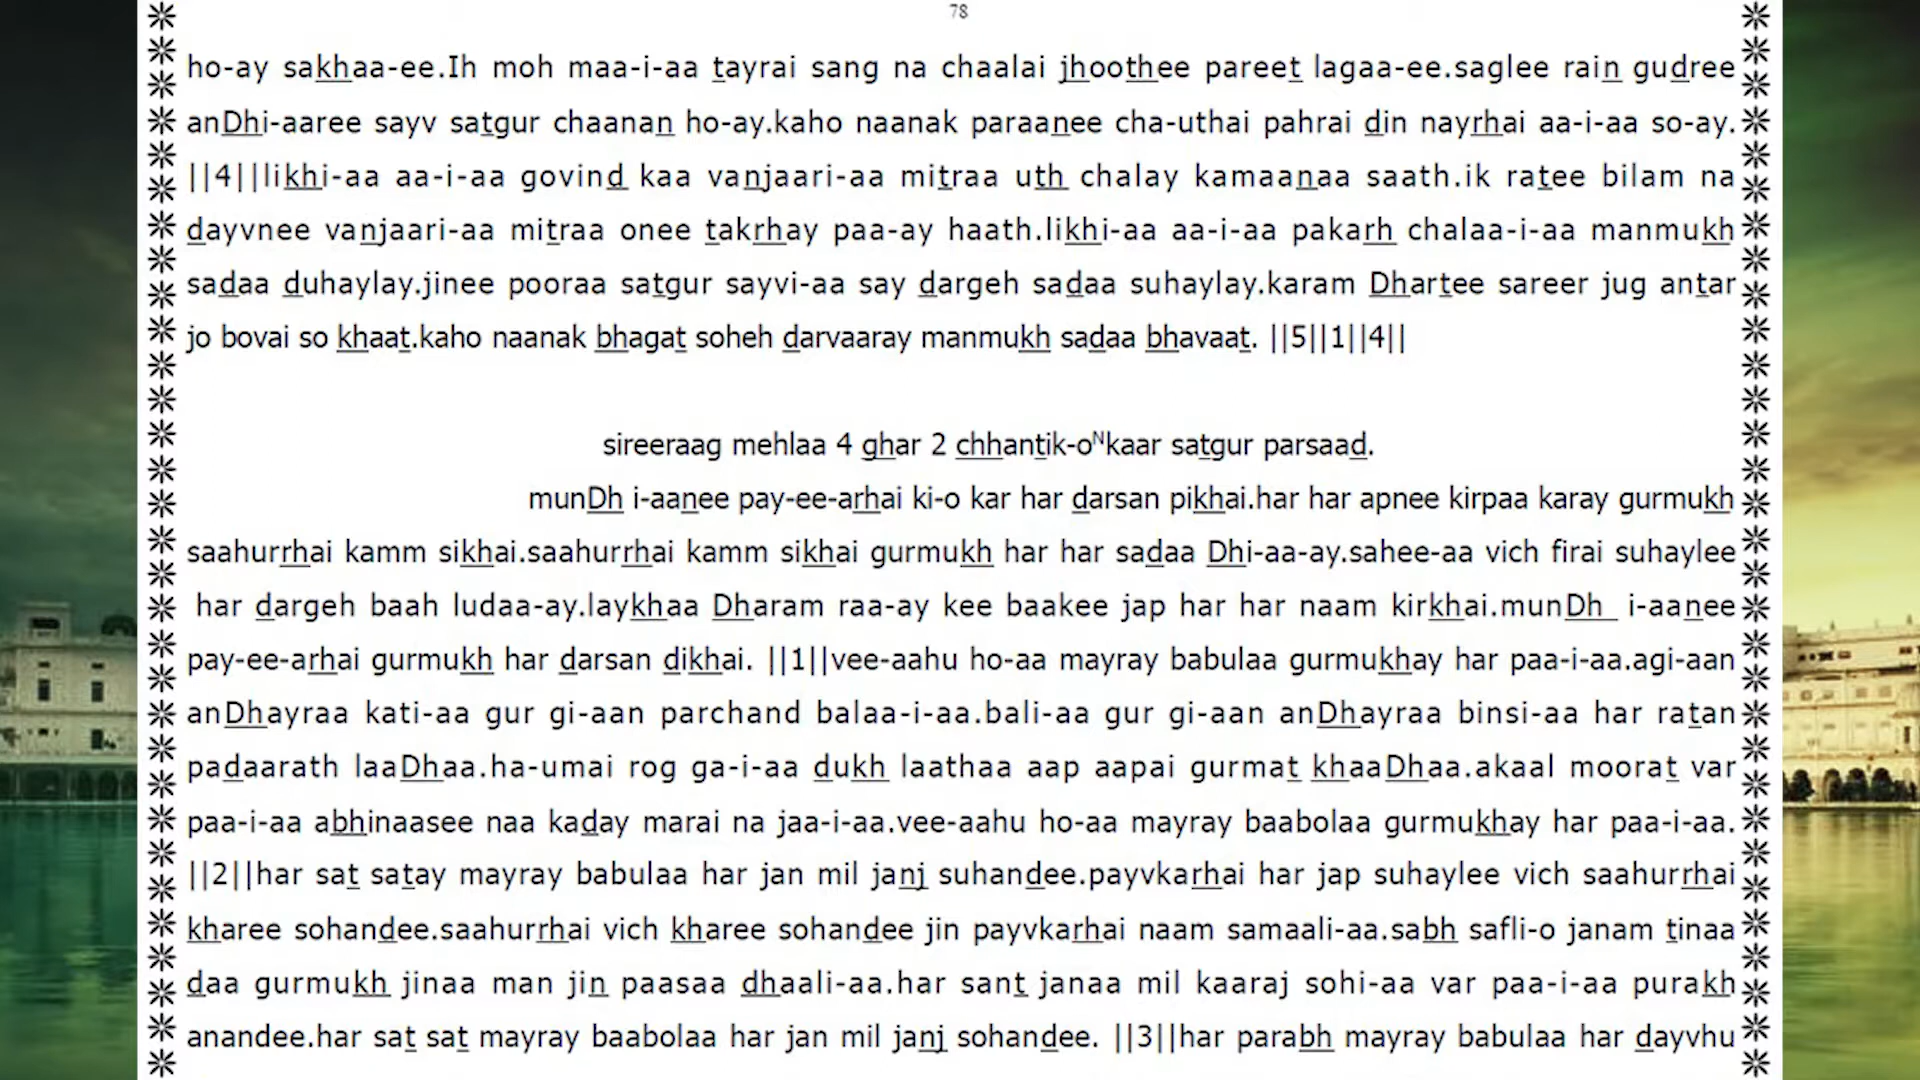 78
ho-ay sakhaa-ee.Ih moh maa-i-aa tayrai sang na chaalai jhoothee pareet lagaa-ee.saglee rain gudree
anDhi-aaree sayv satgur chaanan ho-ay.kaho naanak paraanee cha-uthai pahrai din nayrhai aa-i-aa so-ay.
||4||likhi-aa aa-i-aa govind kaa vanjaari-aa mitraa uth chalay kamaanaa saath.ik ratee bilam na
dayvnee vanjaari-aa mitraa onee takrhay paa-ay haath.likhi-aa aa-i-aa pakarh chalaa-i-aa manmukh
sadaa duhaylay.jinee pooraa satgur sayvi-aa say dargeh sadaa suhaylay.karam Dhartee sareer jug antar
jo bovai so khaat.kaho naanak bhagat soheh darvaaray manmukh sadaa bhavaat. ||5||1||4||
sireeraag mehlaa 4 ghar 2 chhantik-oNkaar satgur parsaad.
munDh i-aanee pay-ee-arhai ki-o kar har darsan pikhai.har har apnee kirpaa karay gurmukh
saahurrhai kamm sikhai.saahurrhai kamm sikhai gurmukh har har sadaa Dhi-aa-ay.sahee-aa vich firai suhaylee
har dargeh baah ludaa-ay.laykhaa Dharam raa-ay kee baakee jap har har naam kirkhai.munDh i-aanee
pay-ee-arhai gurmukh har darsan dikhai. ||1||vee-aahu ho-aa mayray babulaa gurmukhay har paa-i-aa.agi-aan
anDhayraa kati-aa gur gi-aan parchand balaa-i-aa.bali-aa gur gi-aan anDhayraa binsi-aa har ratan
padaarath laaDhaa.ha-umai rog ga-i-aa dukh laathaa aap aapai gurmat khaaDhaa.akaal moorat var
paa-i-aa abhinaasee naa kaday marai na jaa-i-aa.vee-aahu ho-aa mayray baabolaa gurmukhay har paa-i-aa.
||2||har sat satay mayray babulaa har jan mil janj suhandee.payvkarhai har jap suhaylee vich saahurrhai
kharee sohandee.saahurrhai vich kharee sohandee jin payvkarhai naam samaali-aa.sabh safli-o janam tinaa
daa gurmukh jinaa man jin paasaa dhaali-aa.har sant janaa mil kaaraj sohi-aa var paa-i-aa purakh
anandee.har sat sat mayray baabolaa har jan mil janj sohandee. ||3||har parabh mayray babulaa har dayvhu